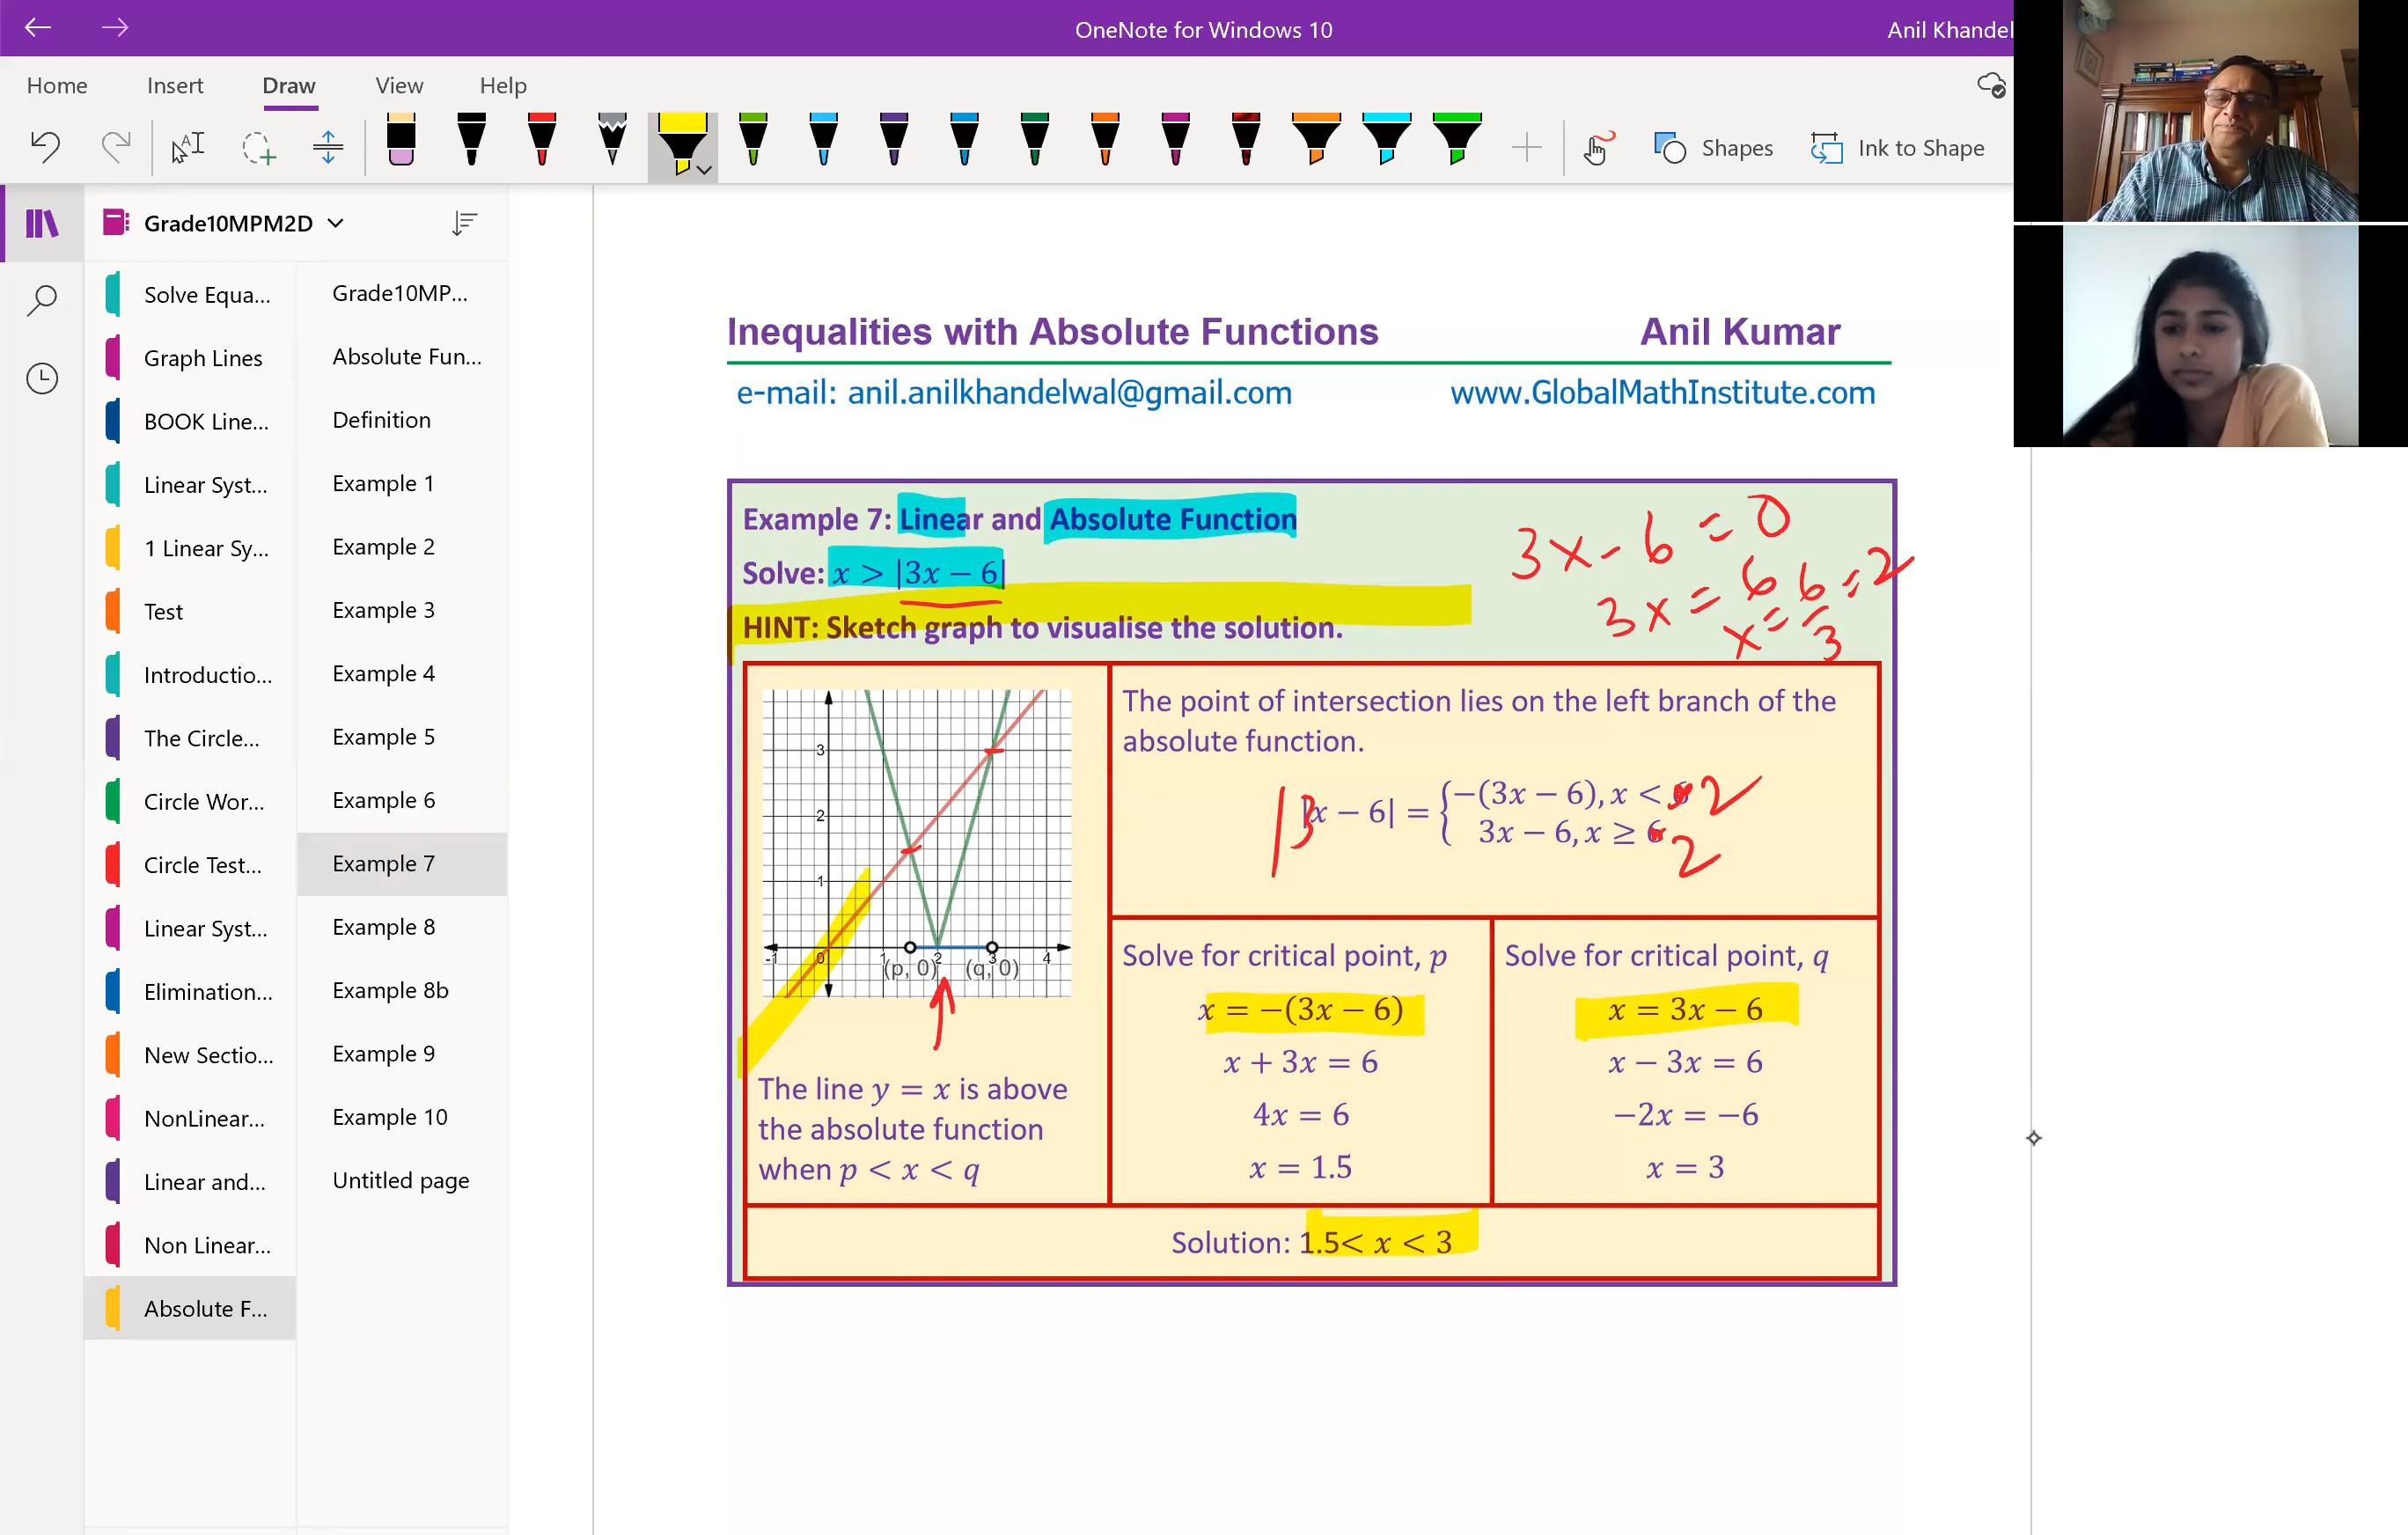 OneNote for Windows 10
Anil Khandel
Home Insert Draw View Help
Shapes
Ink to Shape
Grade10MPM2D
Solve Equa...
Graph Lines
BOOK Line...
Linear Syst...
1 Linear Sy...
Test
Introductio...
The Circle...
Circle Wor...
Circle Test...
Linear Syst...
Elimination...
New Sectio...
NonLinear...
Linear and...
Non Linear...
Absolute F...
Grade10MP...
Absolute Fun...
Definition
Example 1
Example 2
Example 3
Example 4
Example 5
Example 6
Example 7
Example 8
Example 8b
Example 9
Example 10
Untitled page
Inequalities with Absolute Functions Anil Kumar
e-mail: anil.anilkhandelwal@gmail.com www.GlobalMathInstitute.com
Example 7: Linear and Absolute Function
Solve: x > |3x − 6|
HINT: Sketch graph to visualise the solution.
3x - 6 = 0
3x = 6
x = 6/3 = 2
3
2
1
-1 0 1 2 3 4
(p, 0) (q, 0)
The line y = x is above
the absolute function
when p < x < q
The point of intersection lies on the left branch of the
absolute function.
|3x − 6| = { −(3x − 6), x < 2
3x − 6, x ≥ 2
Solve for critical point, p
x = −(3x − 6)
x + 3x = 6
4x = 6
x = 1.5
Solve for critical point, q
x = 3x − 6
x − 3x = 6
−2x = −6
x = 3
Solution: 1.5< x < 3